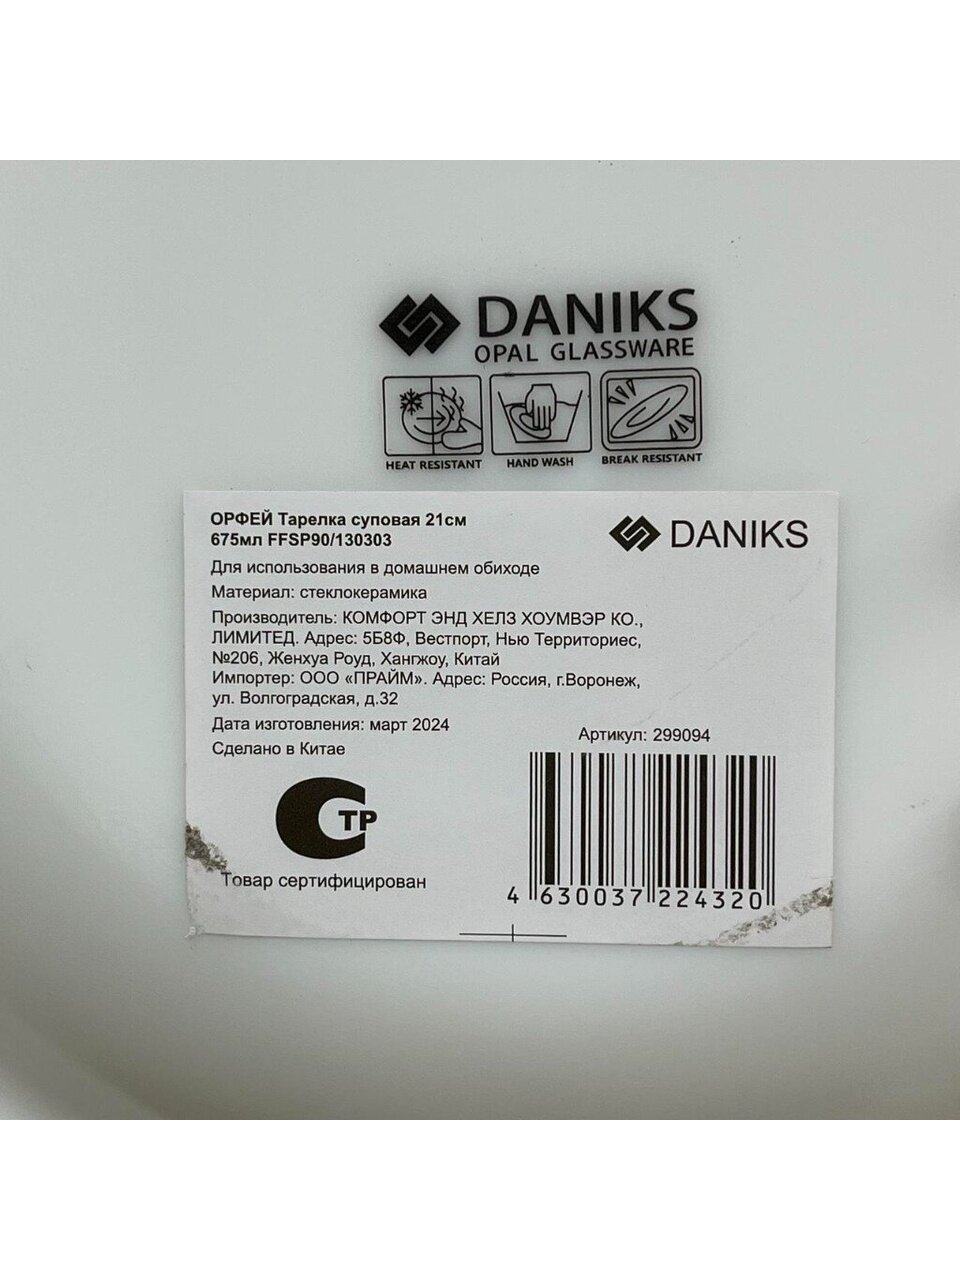 DANIKS
OPAL GLASSWARE
HEAT RESISTANT HAND WASH BREAK RESISTANT
ОРФЕЙ Тарелка суповая 21см
675мл FFSP90/130303
DANIKS
Для использования в домашнем обиходе
Материал: стеклокерамика
Производитель: КОМФОРТ ЭНД ХЕЛЗ ХОУМВЭР КО.,
ЛИМИТЕД. Адрес: 5Б8Ф, Вестпорт, Нью Территориес,
№206, Женхуа Роуд, Хангжоу, Китай
Импортер: ООО «ПРАЙМ». Адрес: Россия, г.Воронеж,
ул. Волгоградская, д.32
Дата изготовления: март 2024
Сделано в Китае
Артикул: 299094
ТР
Товар сертифицирован
4 630037 224320